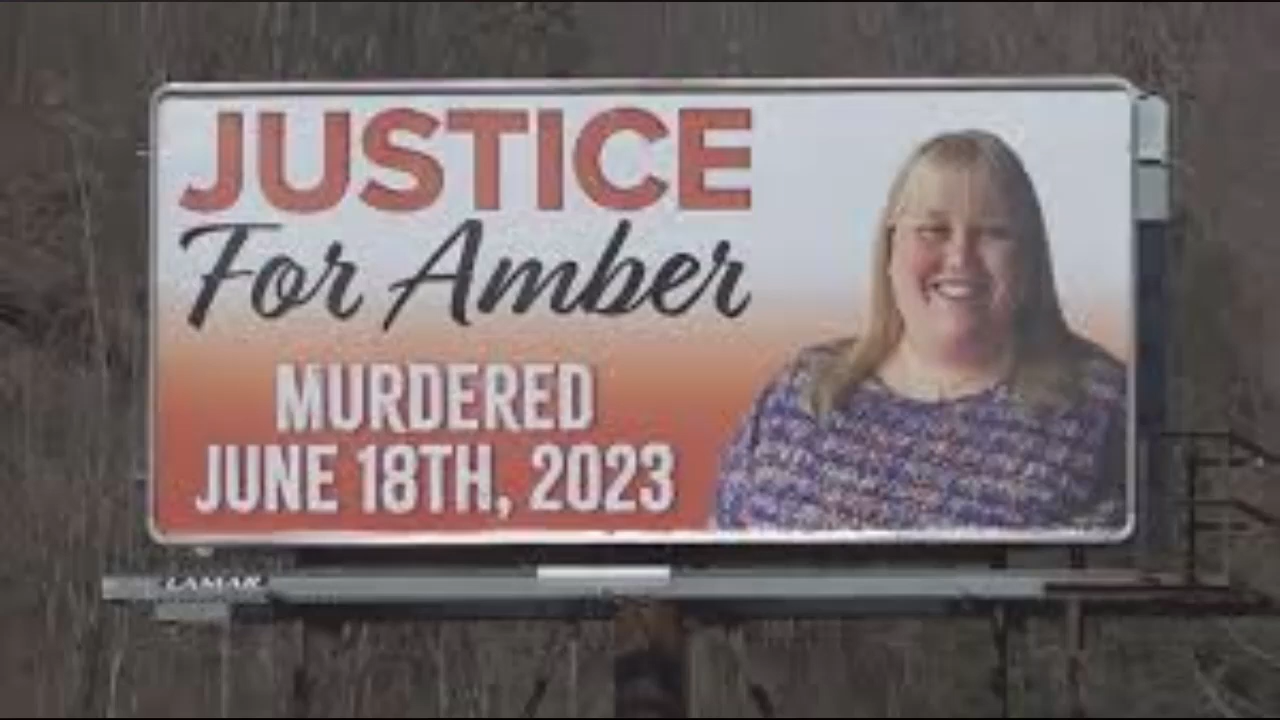 JUSTICE
For Amber
MURDERED
JUNE 18TH, 2023
LAMAR